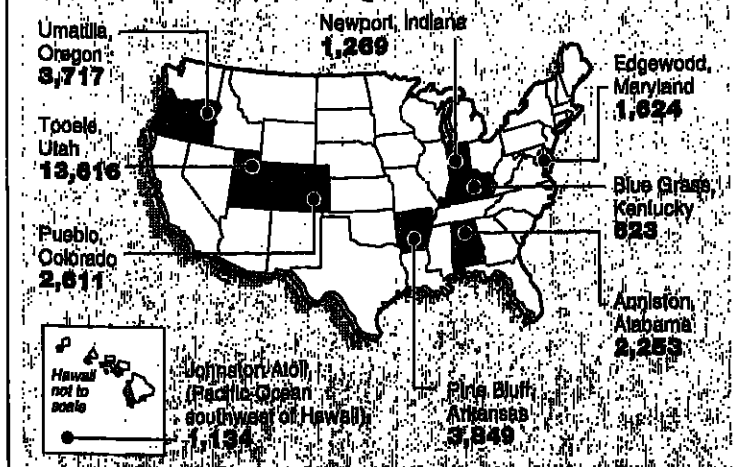 Umatilla,
Oregon
3,717
Tooele,
Utah
13,616
Pueblo,
Colorado
2,611
Hawaii
not to
scale
Johnston Atoll,
(Pacific Ocean
southwest of Hawaii)
1,134
Newport, Indiana
1,269
Edgewood,
Maryland
1,624
Blue Grass,
Kentucky
523
Anniston,
Alabama
2,253
Pine Bluff,
Arkansas
3,849